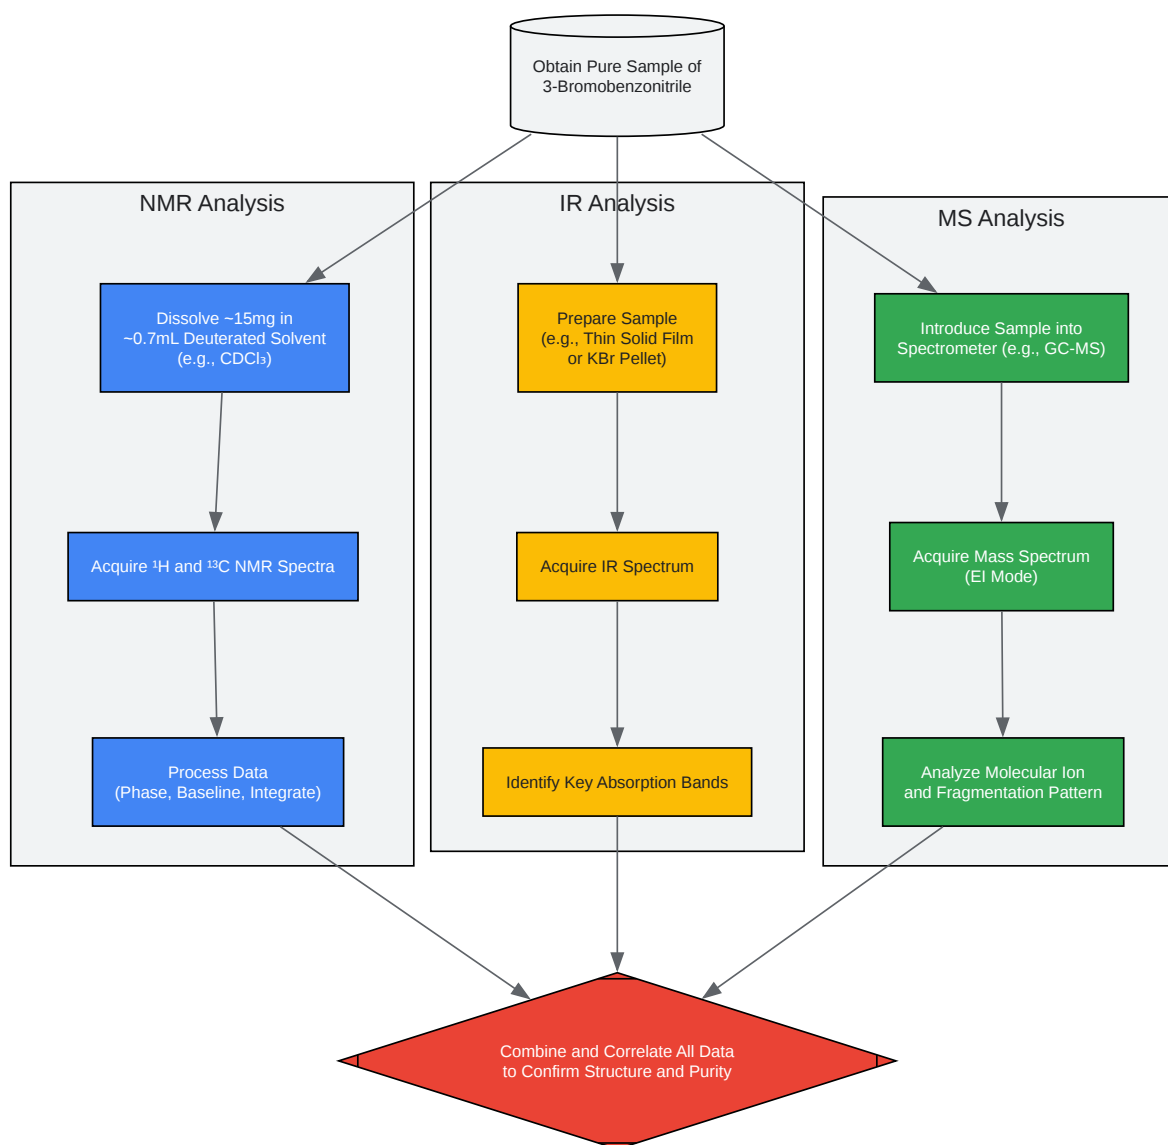 Obtain Pure Sample of
3-Bromobenzonitrile
NMR Analysis
Dissolve ~15mg in
~0.7mL Deuterated Solvent
(e.g., CDCl₃)
Acquire ¹H and ¹³C NMR Spectra
Process Data
(Phase, Baseline, Integrate)
IR Analysis
Prepare Sample
(e.g., Thin Solid Film
or KBr Pellet)
Acquire IR Spectrum
Identify Key Absorption Bands
MS Analysis
Introduce Sample into
Spectrometer (e.g., GC-MS)
Acquire Mass Spectrum
(EI Mode)
Analyze Molecular Ion
and Fragmentation Pattern
Combine and Correlate All Data
to Confirm Structure and Purity